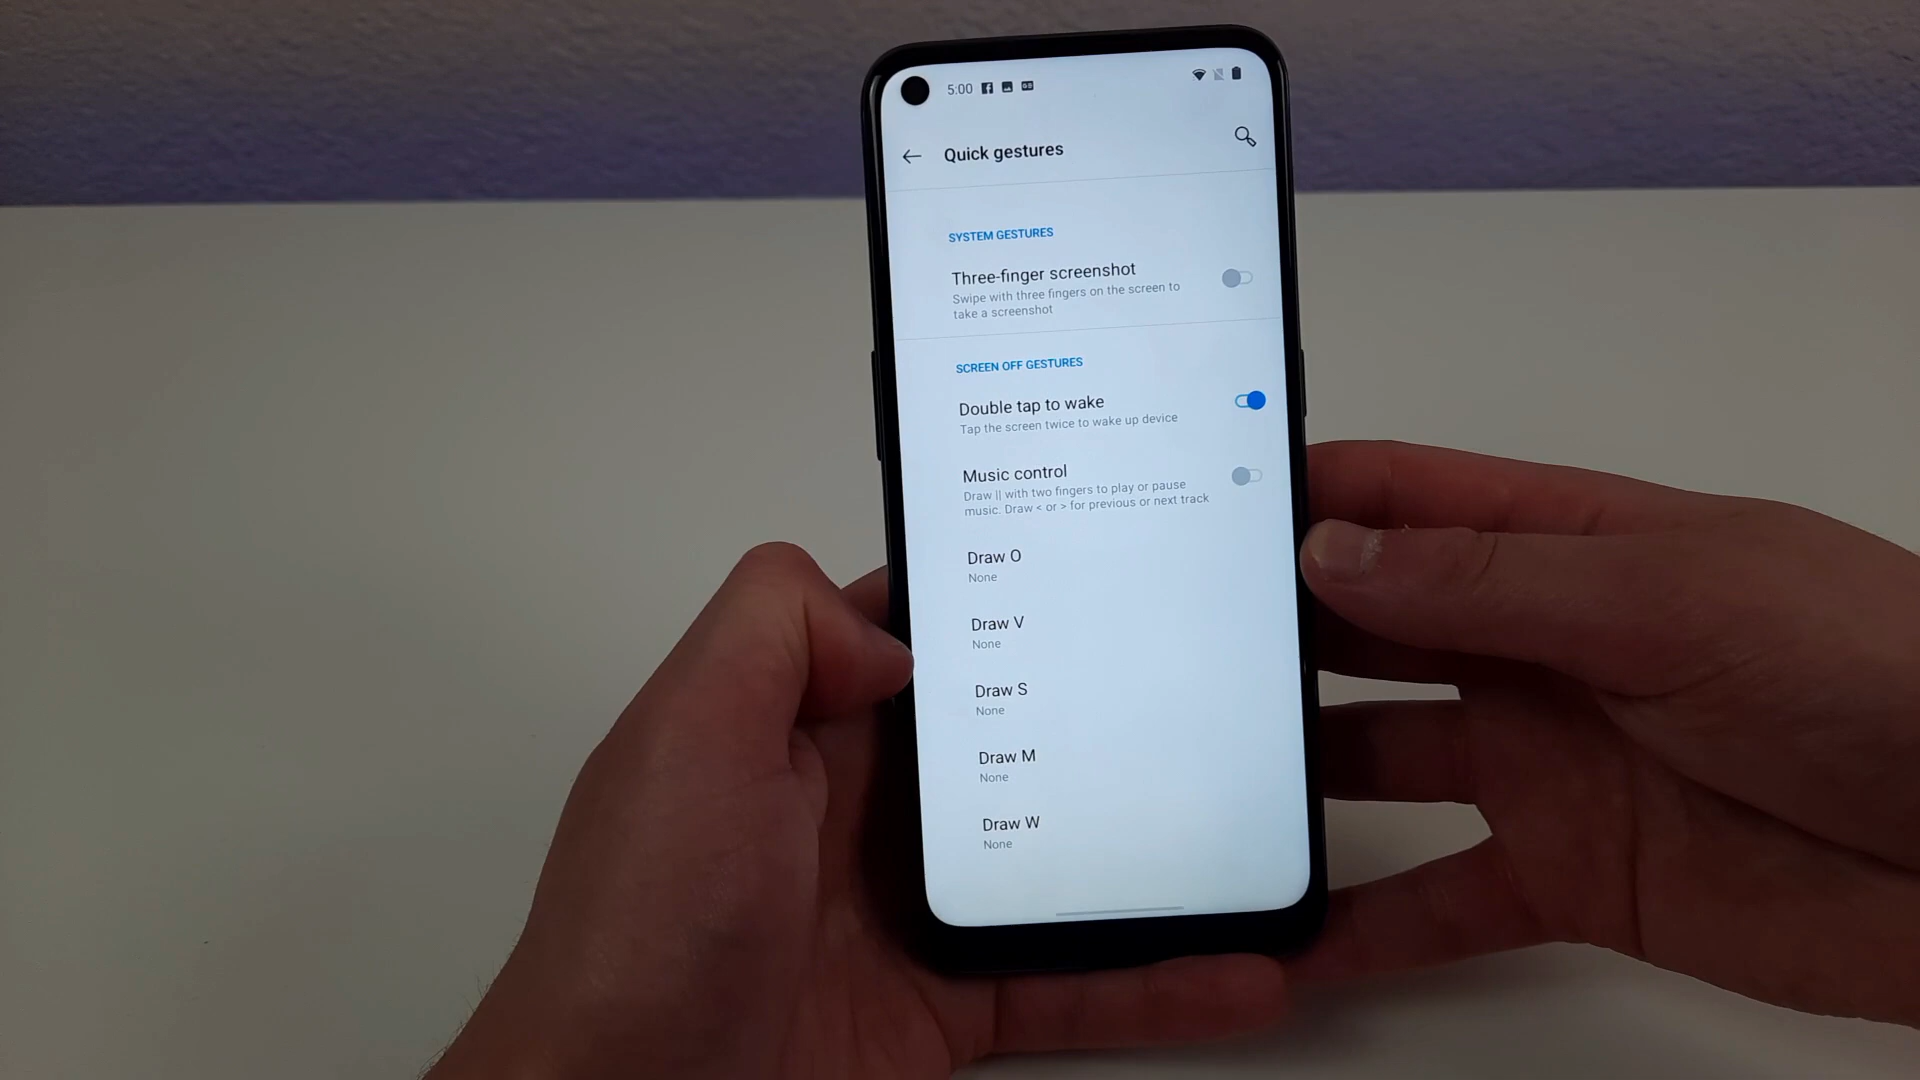 5:00
Quick gestures
SYSTEM GESTURES
Three-finger screenshot
Swipe with three fingers on the screen to
take a screenshot
SCREEN OFF GESTURES
Double tap to wake
Tap the screen twice to wake up device
Music control
Draw || with two fingers to play or pause
music. Draw < or > for previous or next track
Draw O
None
Draw V
None
Draw S
None
Draw M
None
Draw W
None